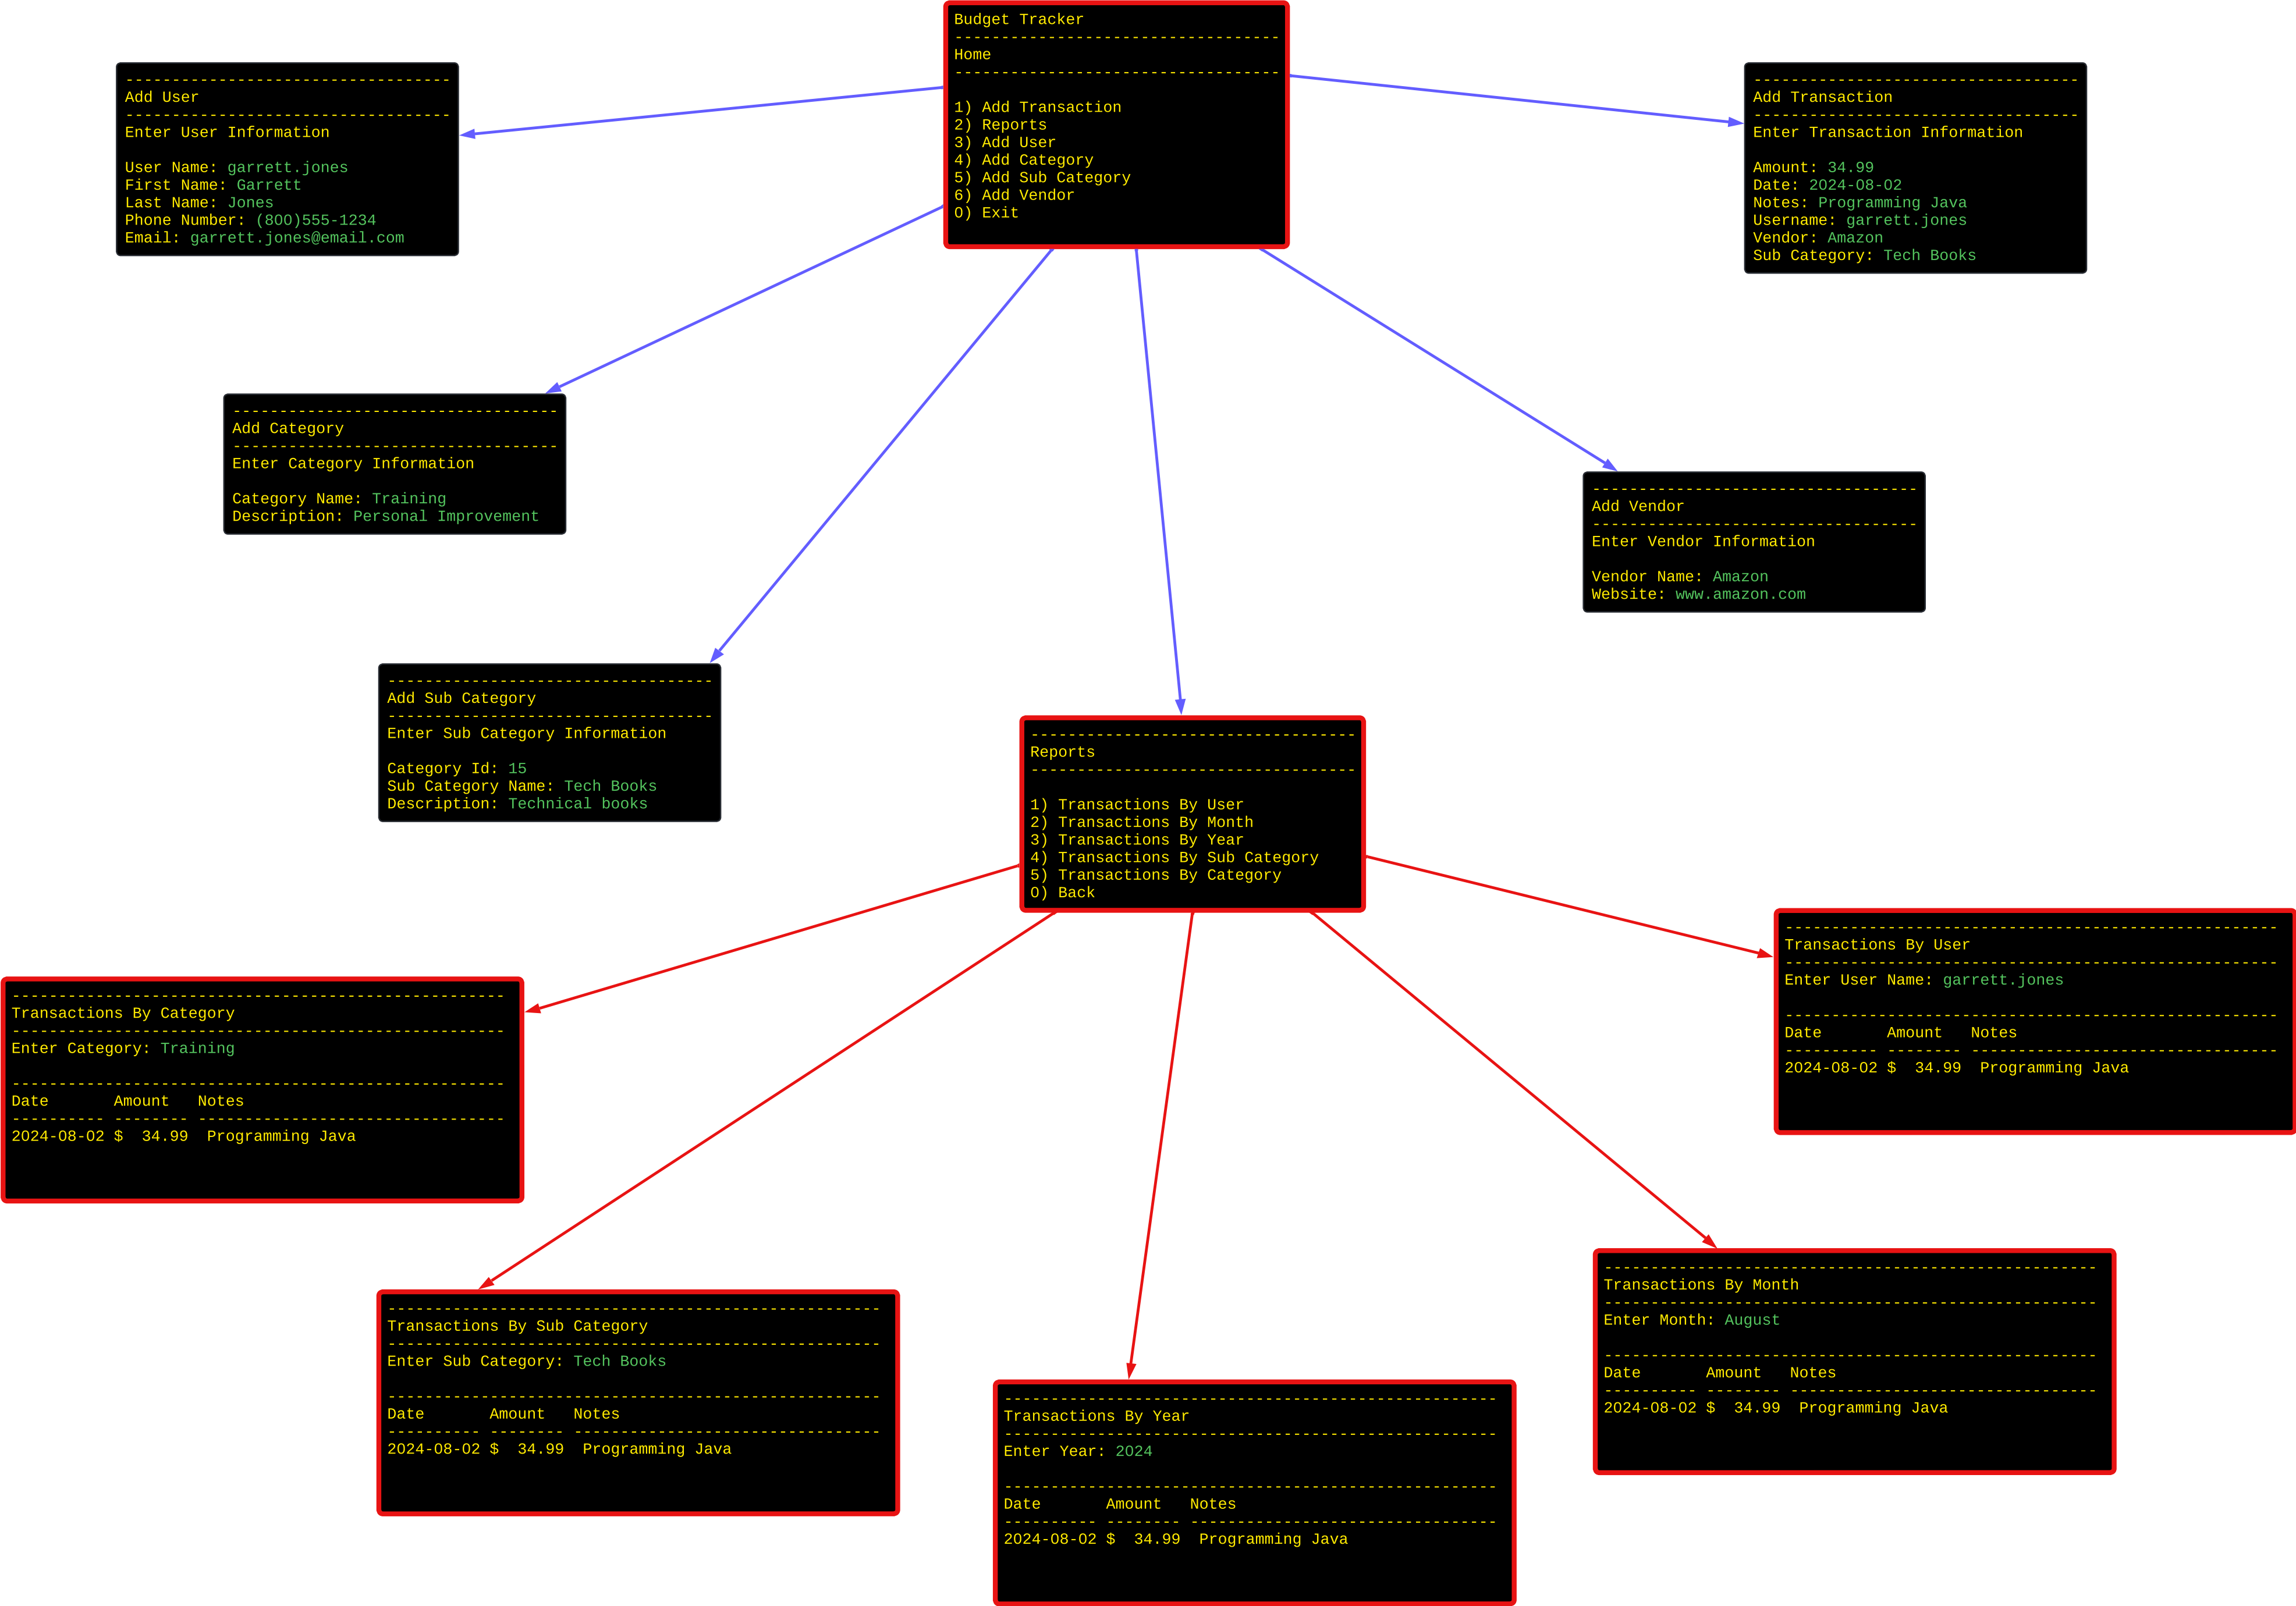 Budget Tracker
-----------------------------------
Home
-----------------------------------
1) Add Transaction
2) Reports
3) Add User
4) Add Category
5) Add Sub Category
6) Add Vendor
0) Exit
-----------------------------------
Add User
-----------------------------------
Enter User Information
User Name: garrett.jones
First Name: Garrett
Last Name: Jones
Phone Number: (800)555-1234
Email: garrett.jones@email.com
-----------------------------------
Add Transaction
-----------------------------------
Enter Transaction Information
Amount: 34.99
Date: 2024-08-02
Notes: Programming Java
Username: garrett.jones
Vendor: Amazon
Sub Category: Tech Books
-----------------------------------
Add Category
-----------------------------------
Enter Category Information
Category Name: Training
Description: Personal Improvement
-----------------------------------
Add Vendor
-----------------------------------
Enter Vendor Information
Vendor Name: Amazon
Website: www.amazon.com
-----------------------------------
Add Sub Category
-----------------------------------
Enter Sub Category Information
Category Id: 15
Sub Category Name: Tech Books
Description: Technical books
-----------------------------------
Reports
-----------------------------------
1) Transactions By User
2) Transactions By Month
3) Transactions By Year
4) Transactions By Sub Category
5) Transactions By Category
0) Back
-----------------------------------------------------
Transactions By User
-----------------------------------------------------
Enter User Name: garrett.jones
-----------------------------------------------------
Date       Amount   Notes
---------- -------- ---------------------------------
2024-08-02 $  34.99  Programming Java
-----------------------------------------------------
Transactions By Category
-----------------------------------------------------
Enter Category: Training
-----------------------------------------------------
Date       Amount   Notes
---------- -------- ---------------------------------
2024-08-02 $  34.99  Programming Java
-----------------------------------------------------
Transactions By Month
-----------------------------------------------------
Enter Month: August
-----------------------------------------------------
Date       Amount   Notes
---------- -------- ---------------------------------
2024-08-02 $  34.99  Programming Java
-----------------------------------------------------
Transactions By Sub Category
-----------------------------------------------------
Enter Sub Category: Tech Books
-----------------------------------------------------
Date       Amount   Notes
---------- -------- ---------------------------------
2024-08-02 $  34.99  Programming Java
-----------------------------------------------------
Transactions By Year
-----------------------------------------------------
Enter Year: 2024
-----------------------------------------------------
Date       Amount   Notes
---------- -------- ---------------------------------
2024-08-02 $  34.99  Programming Java